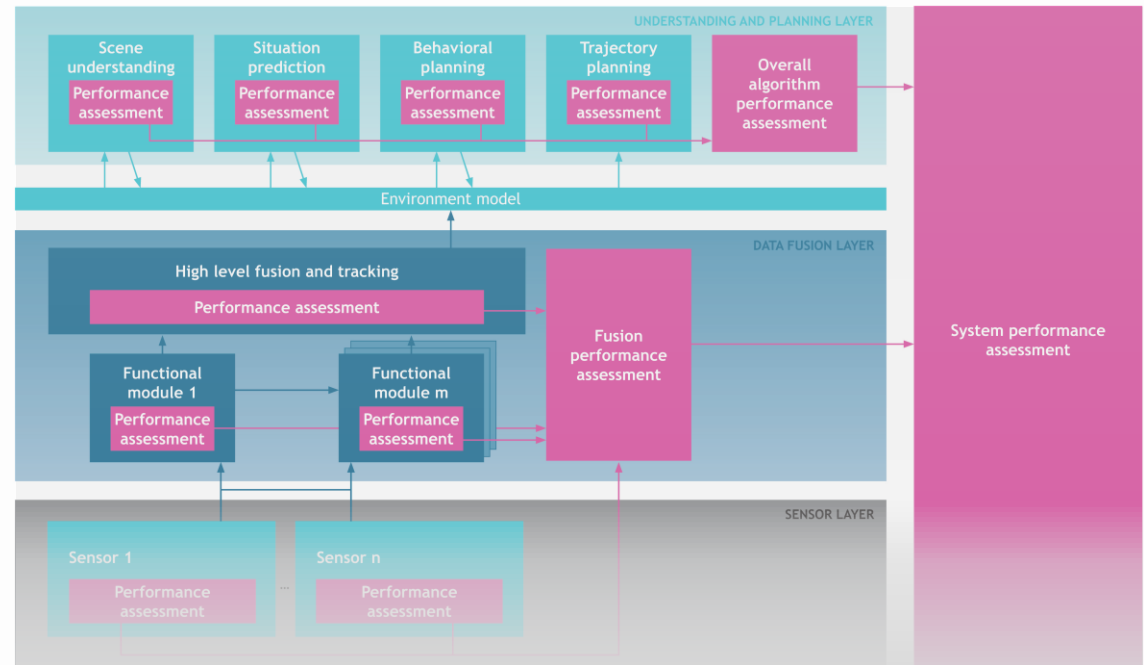 UNDERSTANDING AND PLANNING LAYER
Scene
understanding
Performance
assessment
Situation
prediction
Performance
assessment
Behavioral
planning
Performance
assessment
Trajectory
planning
Performance
assessment
Overall
algorithm
performance
assessment
Environment model
DATA FUSION LAYER
High level fusion and tracking
Performance assessment
Functional
module 1
Performance
assessment
Functional
module m
Performance
assessment
Fusion
performance
assessment
System performance
assessment
SENSOR LAYER
Sensor 1
Performance
assessment
...
Sensor n
Performance
assessment